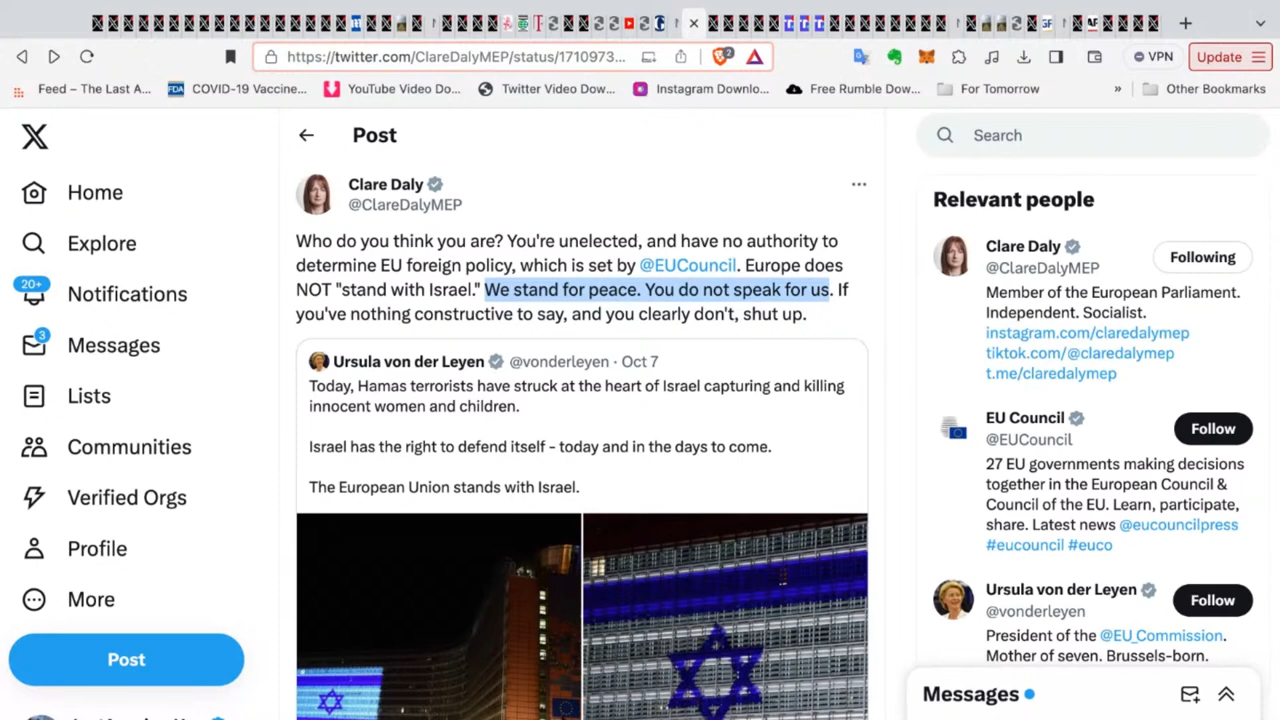 https://twitter.com/ClareDalyMEP/status/1710973...
2
VPN
Update
Feed – The Last A...
FDA
COVID-19 Vaccine...
YouTube Video Do...
Twitter Video Dow...
Instagram Downlo...
Free Rumble Dow...
For Tomorrow
»
Other Bookmarks
Home
Explore
20+
Notifications
3
Messages
Lists
Communities
Verified Orgs
Profile
More
Post
Post
Clare Daly
@ClareDalyMEP
Who do you think you are? You're unelected, and have no authority to
determine EU foreign policy, which is set by @EUCouncil. Europe does
NOT "stand with Israel." We stand for peace. You do not speak for us. If
you've nothing constructive to say, and you clearly don't, shut up.
Ursula von der Leyen @vonderleyen · Oct 7
Today, Hamas terrorists have struck at the heart of Israel capturing and killing
innocent women and children.
Israel has the right to defend itself – today and in the days to come.
The European Union stands with Israel.
Search
Relevant people
Clare Daly
@ClareDalyMEP
Following
Member of the European Parliament.
Independent. Socialist.
instagram.com/claredalymep
tiktok.com/@claredalymep
t.me/claredalymep
EU Council
@EUCouncil
Follow
27 EU governments making decisions
together in the European Council &
Council of the EU. Learn, participate,
share. Latest news @eucouncilpress
#eucouncil #euco
Ursula von der Leyen
@vonderleyen
Follow
President of the @EU_Commission.
Mother of seven. Brussels-born.
Messages